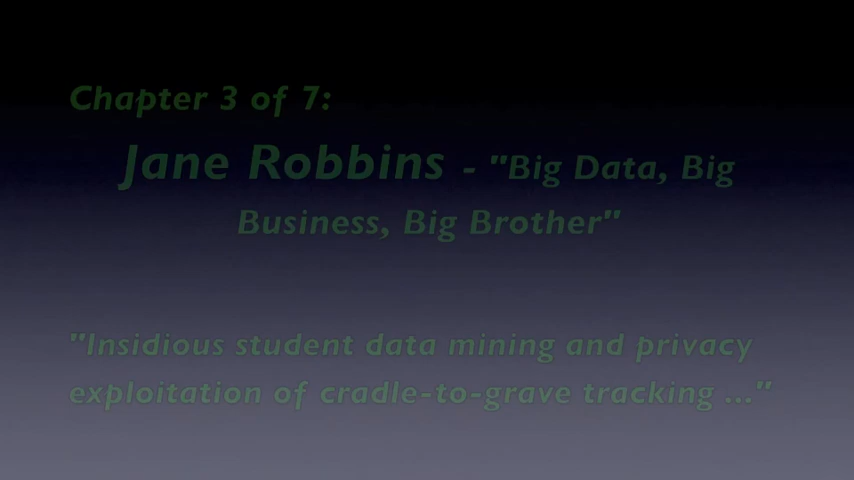 Chapter 3 of 7:
Jane Robbins - "Big Data, Big
Business, Big Brother"
"Insidious student data mining and privacy
exploitation of cradle-to-grave tracking ..."